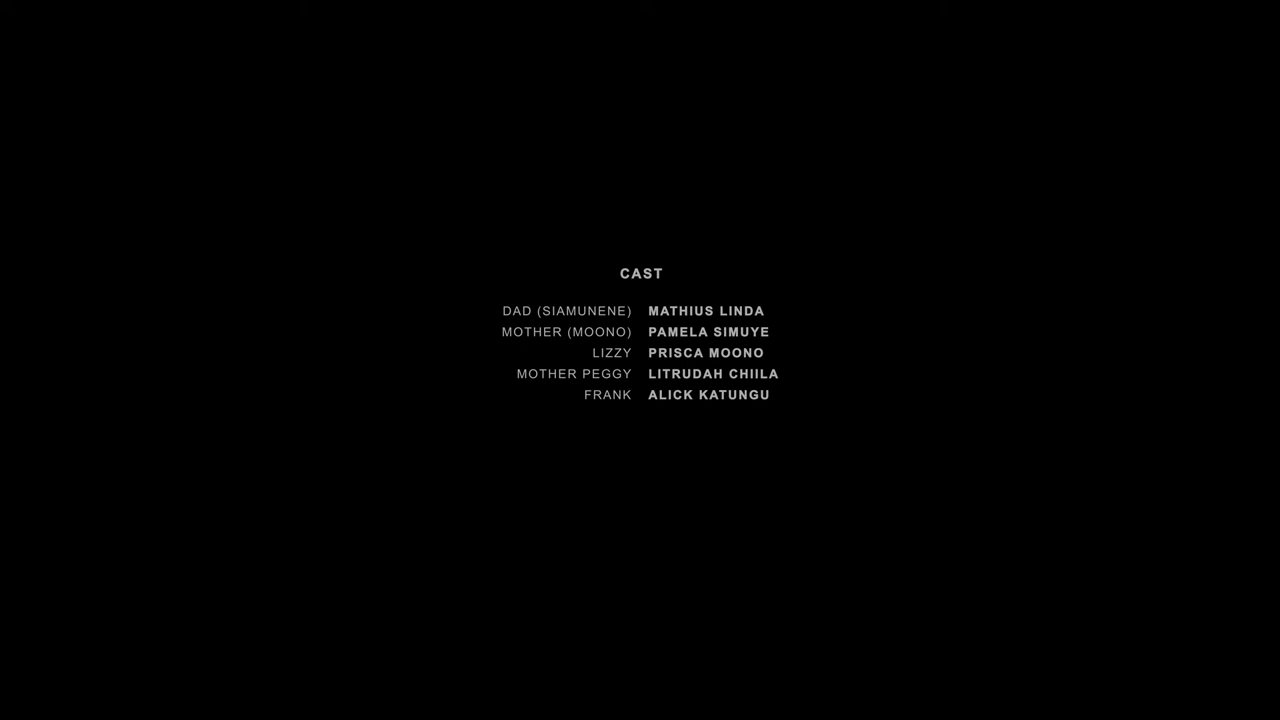 CAST
DAD (SIAMUNENE) MATHIUS LINDA
MOTHER (MOONO) PAMELA SIMUYE
LIZZY PRISCA MOONO
MOTHER PEGGY LITRUDAH CHIILA
FRANK ALICK KATUNGU